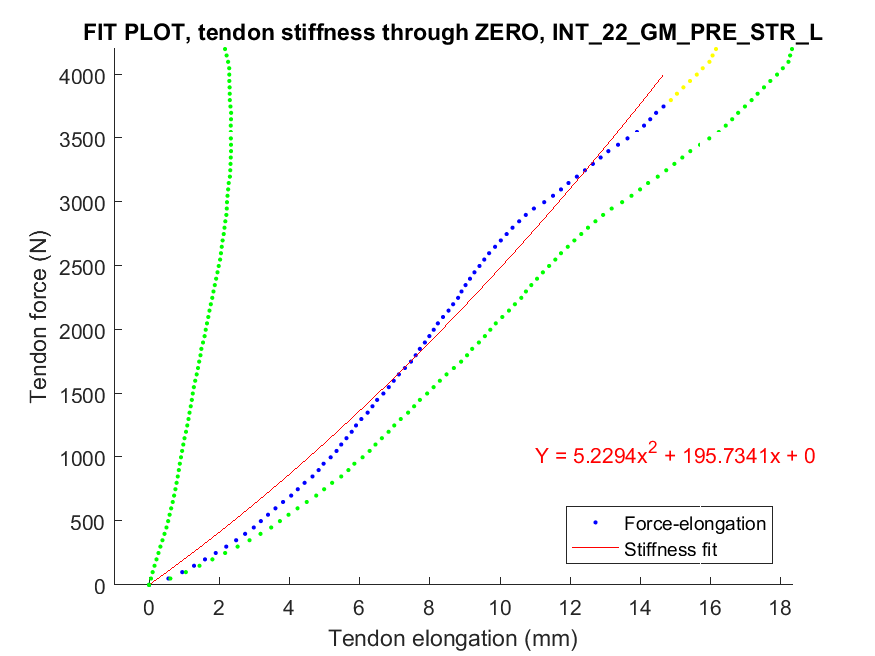 FIT PLOT, tendon stiffness through ZERO, INT_22_GM_PRE_STR_L
4000
3500
3000
2500
2000
1500
1000
500
0
Tendon force (N)
Y = 5.2294x² + 195.7341x + 0
Force-elongation
Stiffness fit
0 2 4 6 8 10 12 14 16 18
Tendon elongation (mm)